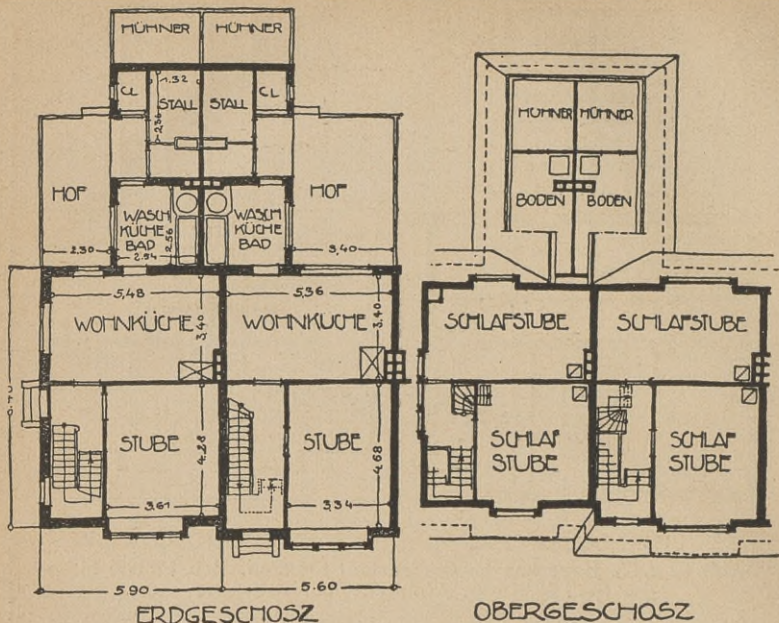 HÜHNER HÜHNER
CL STALL STALL CL
1.32
2.36
HOF HOF
WASCH
KÜCHE
BAD
WASCH
KÜCHE
BAD
2.56
2.54
2.30
3,40
5,48 5,36
WOHNKÜCHE WOHNKÜCHE
3,40 3,40
STUBE STUBE
4,28 4,68
3,61 3,34
5.90 5.60
ERDGESCHOSZ
HÜHNER HÜHNER
BODEN BODEN
SCHLAFSTUBE SCHLAFSTUBE
SCHLAF
STUBE
SCHLAF
STUBE
OBERGESCHOSZ